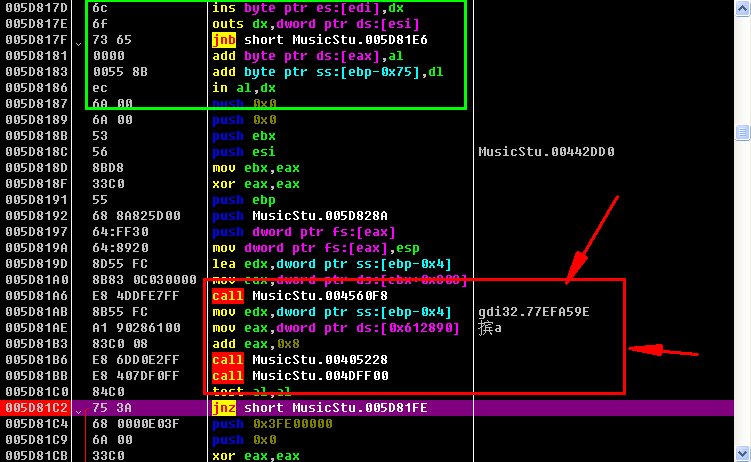 005D817D 6c ins byte ptr es:[edi],dx
005D817E 6f outs dx,dword ptr ds:[esi]
005D817F 73 65 jnb short MusicStu.005D81E6
005D8181 0000 add byte ptr ds:[eax],al
005D8183 0055 8B add byte ptr ss:[ebp-0x75],dl
005D8186 ec in al,dx
005D8187 6A 00 push 0x0
005D8189 6A 00 push 0x0
005D818B 53 push ebx
005D818C 56 push esi MusicStu.00442DD0
005D818D 8BD8 mov ebx,eax
005D818F 33C0 xor eax,eax
005D8191 55 push ebp
005D8192 68 8A825D00 push MusicStu.005D828A
005D8197 64:FF30 push dword ptr fs:[eax]
005D819A 64:8920 mov dword ptr fs:[eax],esp
005D819D 8D55 FC lea edx,dword ptr ss:[ebp-0x4]
005D81A0 8B83 0C030000 mov eax,dword ptr ds:[ebx+
005D81A6 E8 4DDFE7FF call MusicStu.004560F8
005D81AB 8B55 FC mov edx,dword ptr ss:[ebp-0x4] gdi32.77EFA59E
005D81AE A1 90286100 mov eax,dword ptr ds:[0x612890] 摈a
005D81B3 83C0 08 add eax,0x8
005D81B6 E8 6DD0E2FF call MusicStu.00405228
005D81BB E8 407DF0FF call MusicStu.004DFF00
005D81C0 84C0 test al,al
005D81C2 75 3A jnz short MusicStu.005D81FE
005D81C4 68 0000E03F push 0x3FE00000
005D81C9 6A 00 push 0x0
005D81CB 33C0 xor eax,eax